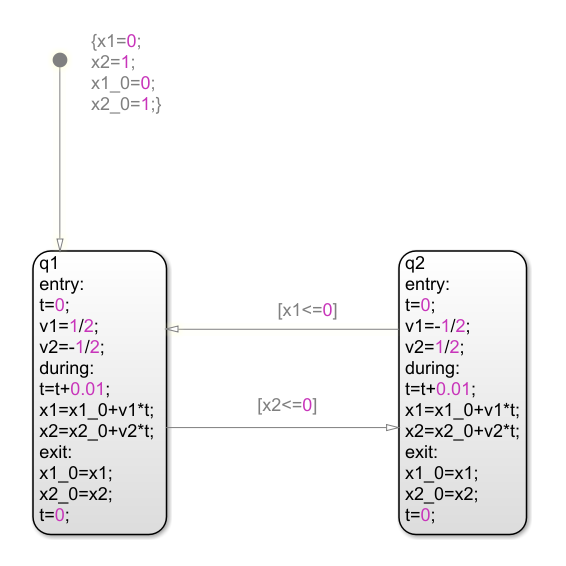 {x1=0;
x2=1;
x1_0=0;
x2_0=1;}
q1
entry:
t=0;
v1=1/2;
v2=-1/2;
during:
t=t+0.01;
x1=x1_0+v1*t;
x2=x2_0+v2*t;
exit:
x1_0=x1;
x2_0=x2;
t=0;
[x1<=0]
[x2<=0]
q2
entry:
t=0;
v1=-1/2;
v2=1/2;
during:
t=t+0.01;
x1=x1_0+v1*t;
x2=x2_0+v2*t;
exit:
x1_0=x1;
x2_0=x2;
t=0;